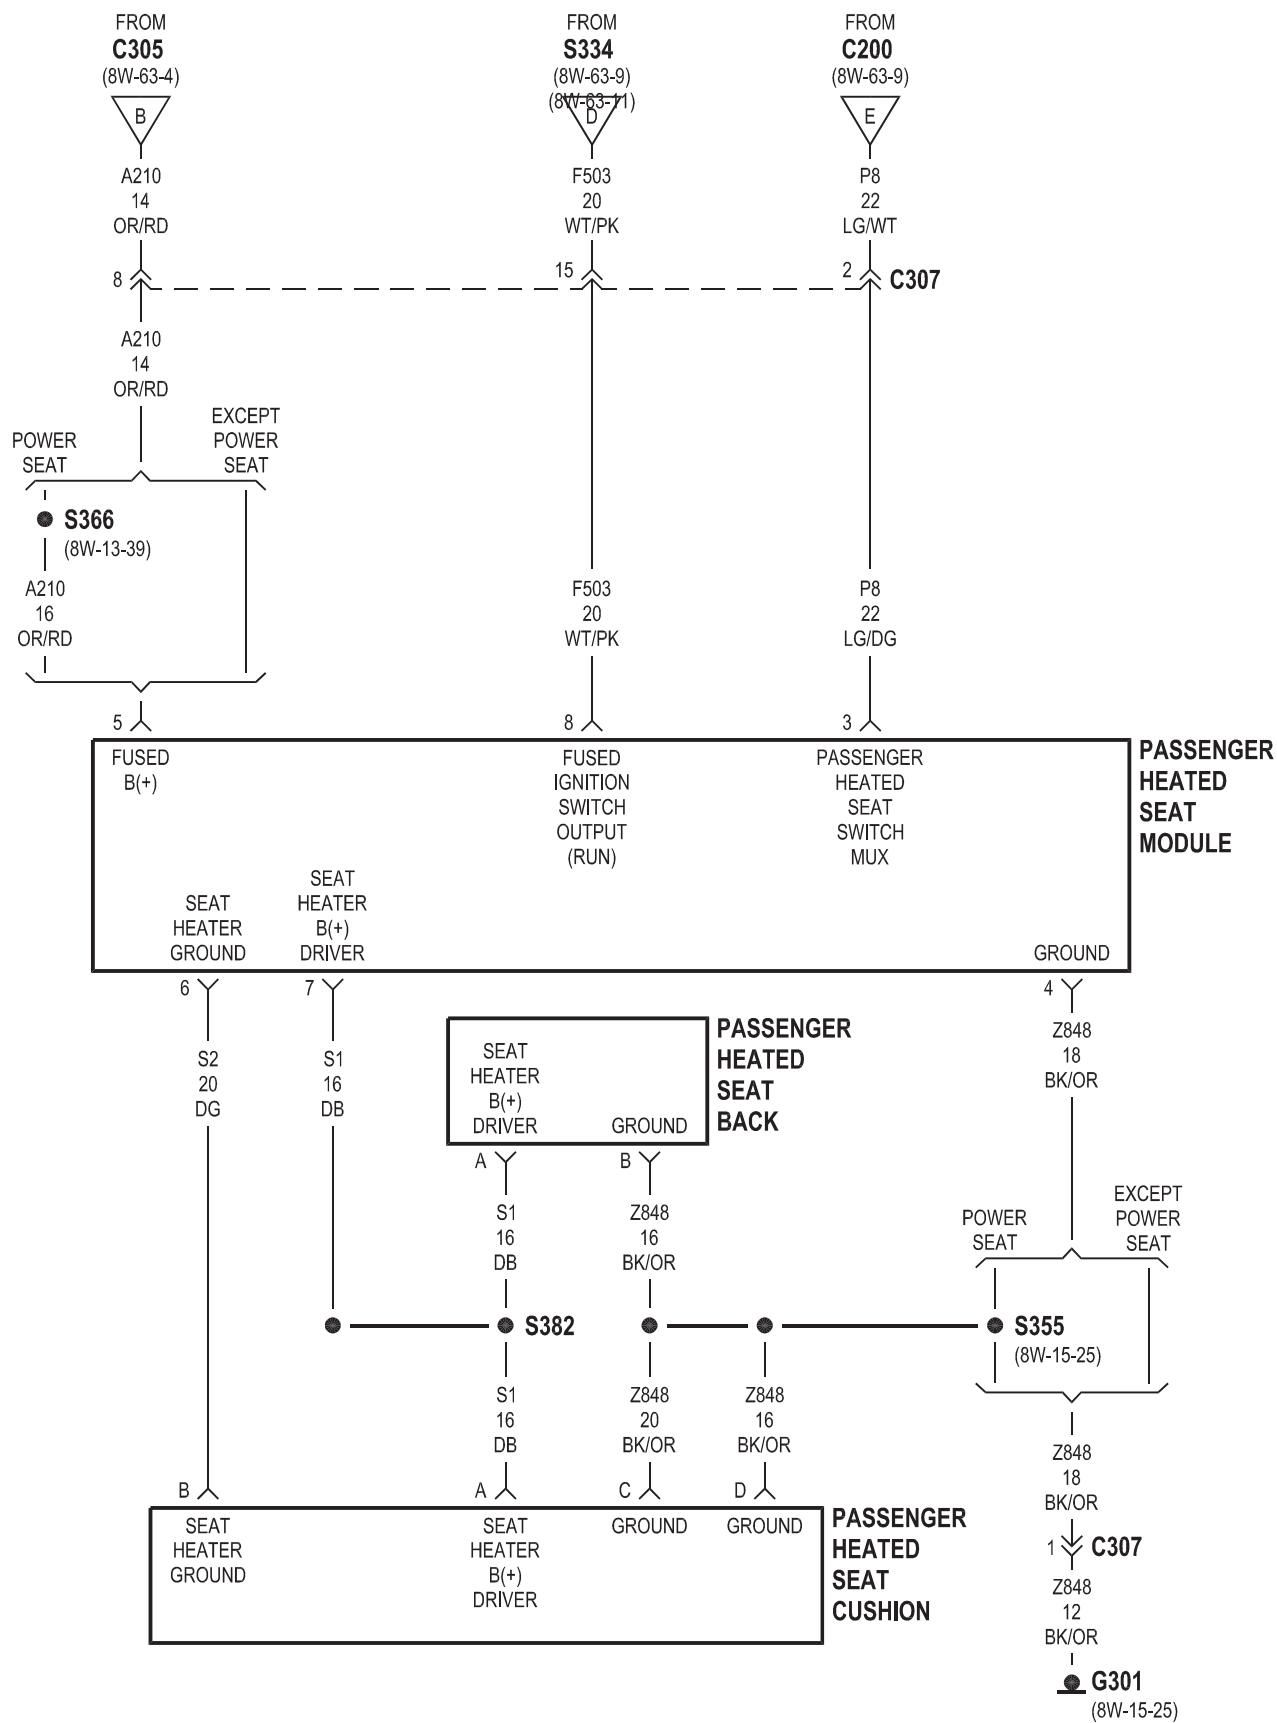 FROM
C305
(8W-63-4)
B
A210
14
OR/RD
8
A210
14
OR/RD
FROM
S334
(8W-63-9)
(8W-63-11)
D
F503
20
WT/PK
15
FROM
C200
(8W-63-9)
E
P8
22
LG/WT
2
C307
POWER
SEAT
EXCEPT
POWER
SEAT
S366
(8W-13-39)
A210
16
OR/RD
F503
20
WT/PK
P8
22
LG/DG
5
8
3
FUSED
B(+)
FUSED
IGNITION
SWITCH
OUTPUT
(RUN)
PASSENGER
HEATED
SEAT
SWITCH
MUX
PASSENGER
HEATED
SEAT
MODULE
SEAT
HEATER
GROUND
SEAT
HEATER
B(+)
DRIVER
GROUND
6
7
4
S2
20
DG
S1
16
DB
SEAT
HEATER
B(+)
DRIVER
GROUND
PASSENGER
HEATED
SEAT
BACK
Z848
18
BK/OR
A
B
S1
16
DB
Z848
16
BK/OR
POWER
SEAT
EXCEPT
POWER
SEAT
S382
S355
(8W-15-25)
S1
16
DB
Z848
20
BK/OR
Z848
16
BK/OR
Z848
18
BK/OR
B
A
C
D
SEAT
HEATER
GROUND
SEAT
HEATER
B(+)
DRIVER
GROUND
GROUND
PASSENGER
HEATED
SEAT
CUSHION
1
C307
Z848
12
BK/OR
G301
(8W-15-25)